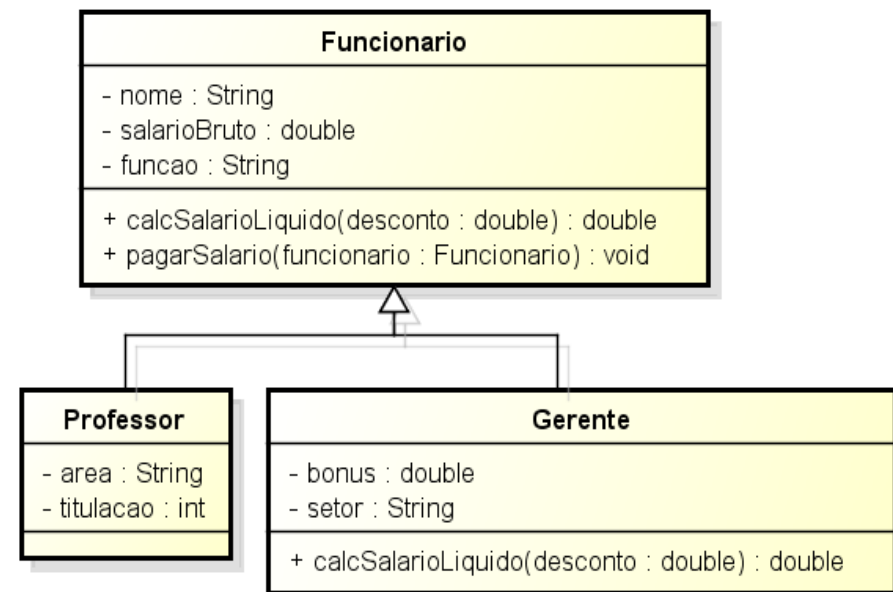 Funcionario
- nome : String
- salarioBruto : double
- funcao : String
+ calcSalarioLiquido(desconto : double) : double
+ pagarSalario(funcionario : Funcionario) : void
Professor
- area : String
- titulacao : int
Gerente
- bonus : double
- setor : String
+ calcSalarioLiquido(desconto : double) : double